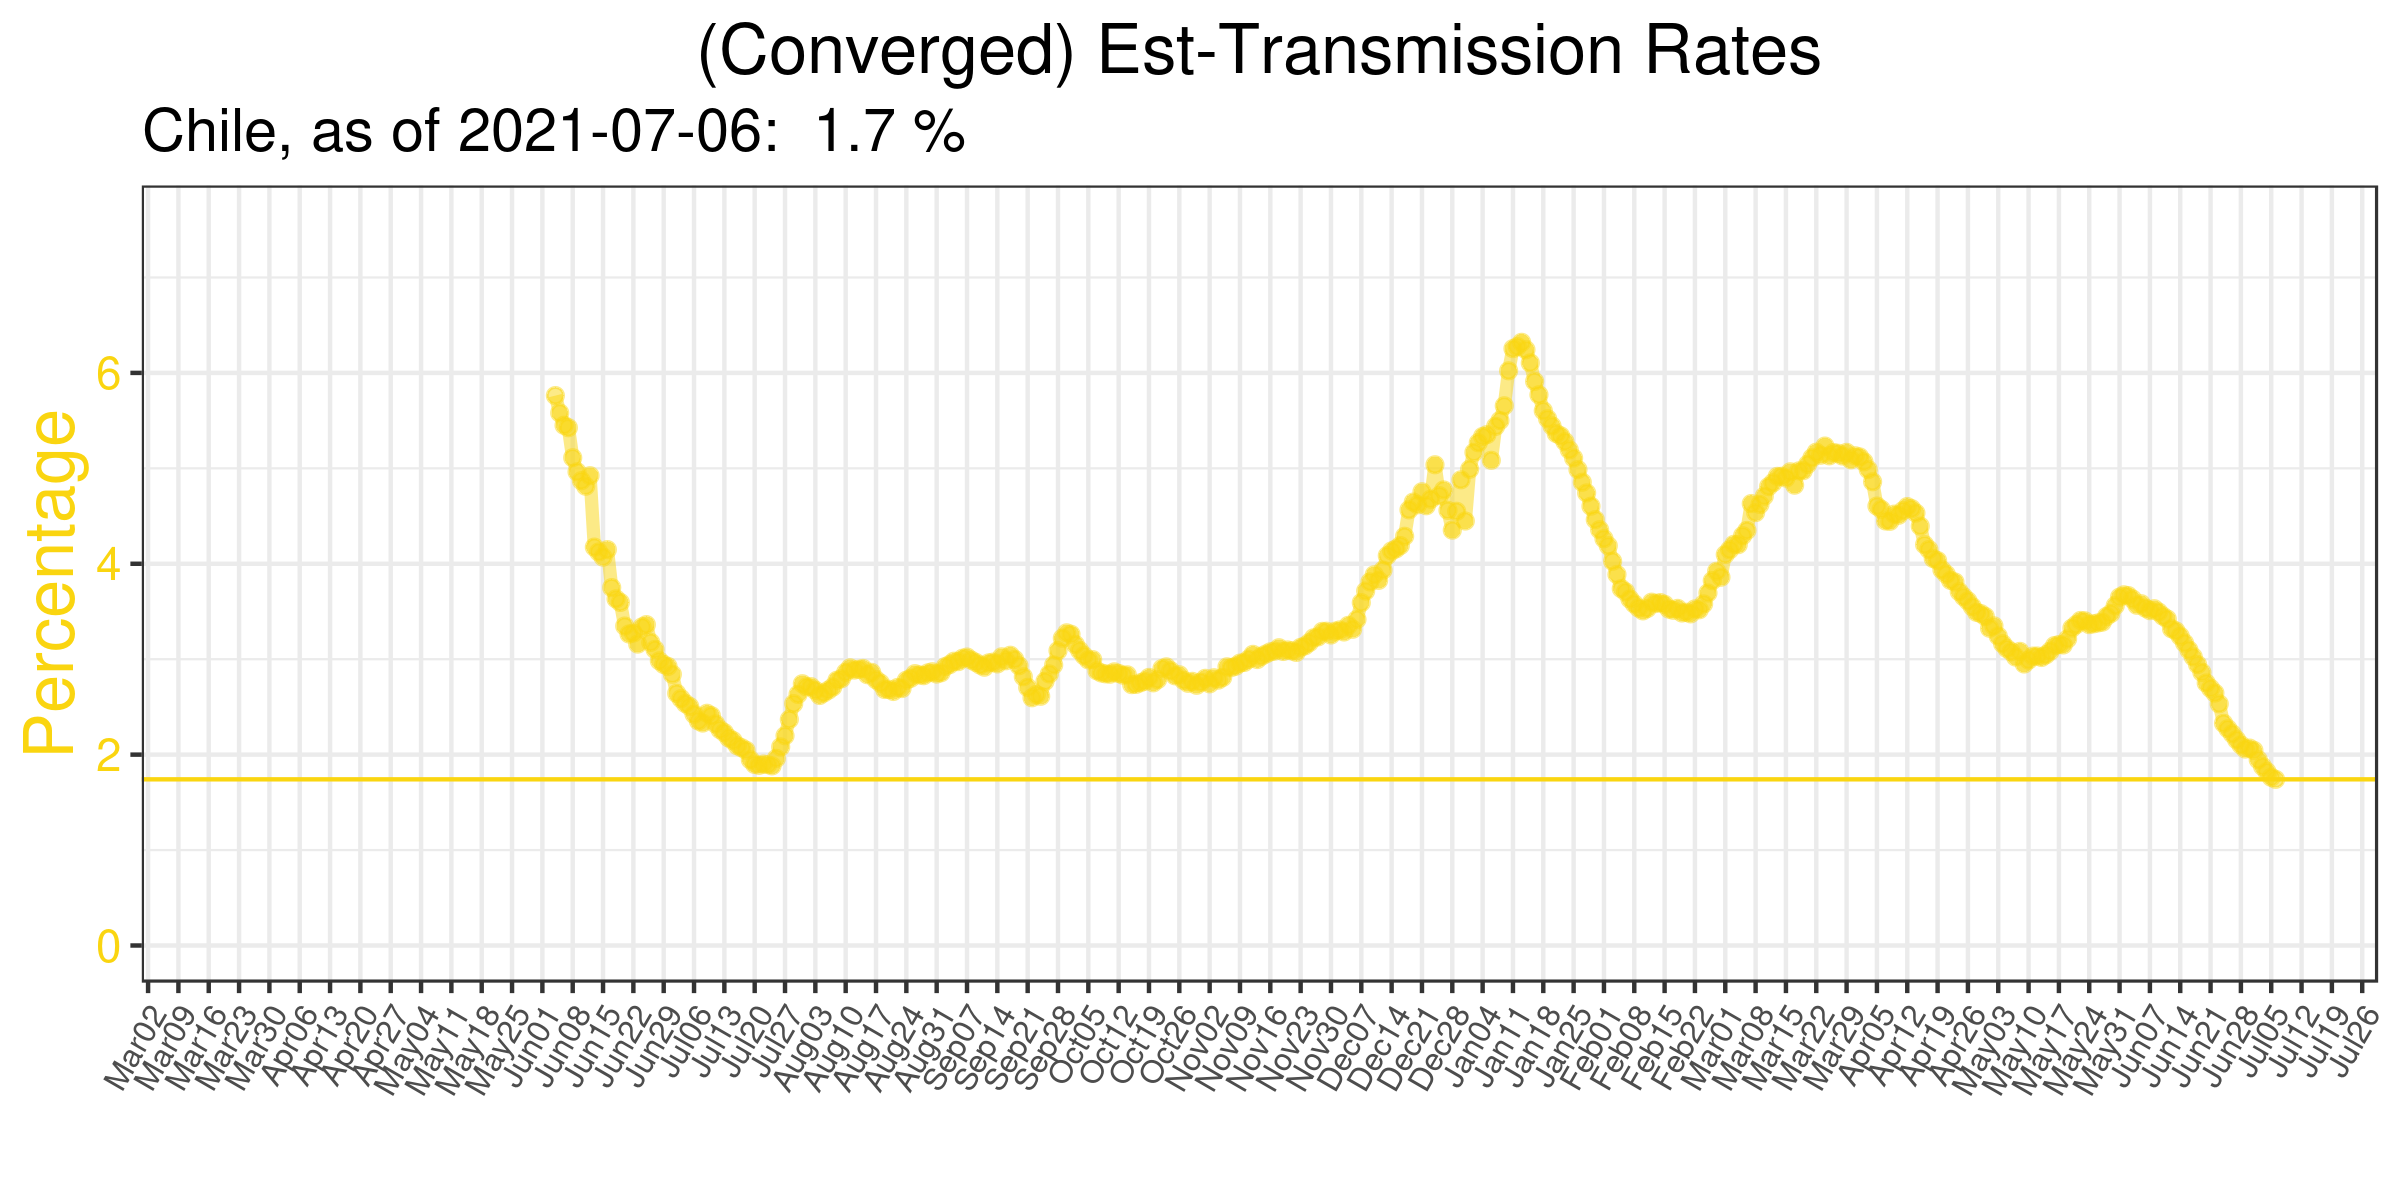 (Converged) Est-Transmission Rates
Chile, as of 2021-07-06:  1.7 %
Percentage
6
4
2
0
Mar02
Mar09
Mar16
Mar23
Mar30
Apr06
Apr13
Apr20
Apr27
May04
May11
May18
May25
Jun01
Jun08
Jun15
Jun22
Jun29
Jul06
Jul13
Jul20
Jul27
Aug03
Aug10
Aug17
Aug24
Aug31
Sep07
Sep14
Sep21
Sep28
Oct05
Oct12
Oct19
Oct26
Nov02
Nov09
Nov16
Nov23
Nov30
Dec07
Dec14
Dec21
Dec28
Jan04
Jan11
Jan18
Jan25
Feb01
Feb08
Feb15
Feb22
Mar01
Mar08
Mar15
Mar22
Mar29
Apr05
Apr12
Apr19
Apr26
May03
May10
May17
May24
May31
Jun07
Jun14
Jun21
Jun28
Jul05
Jul12
Jul19
Jul26